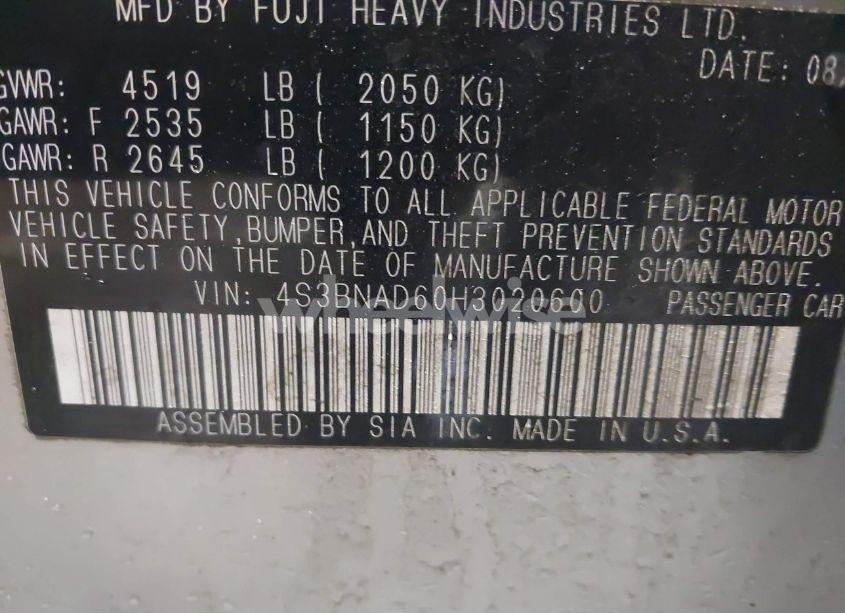 MFD BY FUJI HEAVY INDUSTRIES LTD.
DATE: 08/
GVWR: 4519 LB ( 2050 KG)
GAWR: F 2535 LB ( 1150 KG)
GAWR: R 2645 LB ( 1200 KG)
THIS VEHICLE CONFORMS TO ALL APPLICABLE FEDERAL MOTOR
VEHICLE SAFETY, BUMPER, AND THEFT PREVENTION STANDARDS
IN EFFECT ON THE DATE OF MANUFACTURE SHOWN ABOVE.
VIN: 4S3BNAD60H3020600 PASSENGER CAR
wheelwise
ASSEMBLED BY SIA INC. MADE IN U.S.A.